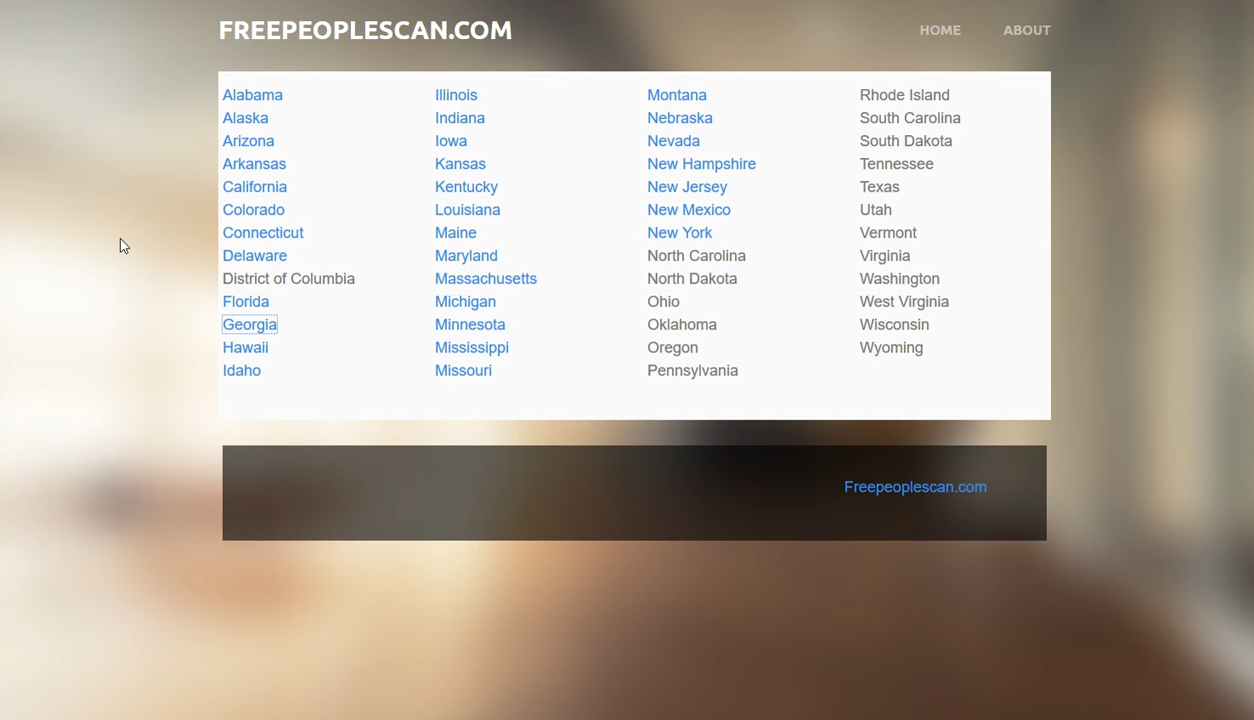 FREEPEOPLESCAN.COM
HOME
ABOUT
Alabama
Alaska
Arizona
Arkansas
California
Colorado
Connecticut
Delaware
District of Columbia
Florida
Georgia
Hawaii
Idaho
Illinois
Indiana
Iowa
Kansas
Kentucky
Louisiana
Maine
Maryland
Massachusetts
Michigan
Minnesota
Mississippi
Missouri
Montana
Nebraska
Nevada
New Hampshire
New Jersey
New Mexico
New York
North Carolina
North Dakota
Ohio
Oklahoma
Oregon
Pennsylvania
Rhode Island
South Carolina
South Dakota
Tennessee
Texas
Utah
Vermont
Virginia
Washington
West Virginia
Wisconsin
Wyoming
Freepeoplescan.com